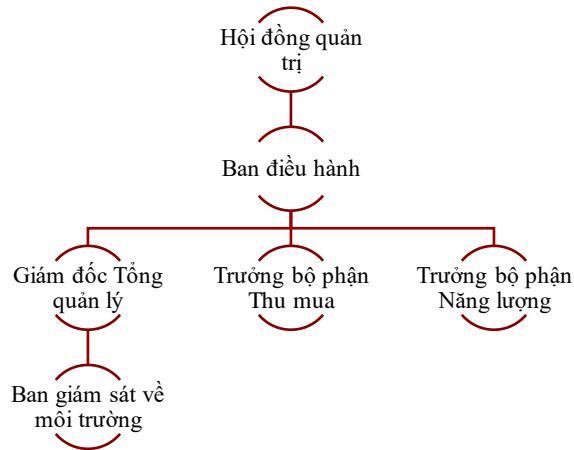 Hội đồng quản
trị
Ban điều hành
Giám đốc Tổng
quản lý
Trưởng bộ phận
Thu mua
Trưởng bộ phận
Năng lượng
Ban giám sát về
môi trường